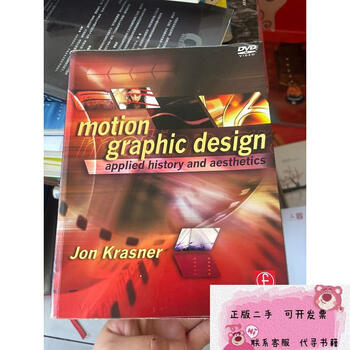 DVD
VIDEO
motion
graphic design
applied history and aesthetics
Jon Krasner
正版二手 可开发票
联系客服 代寻书籍